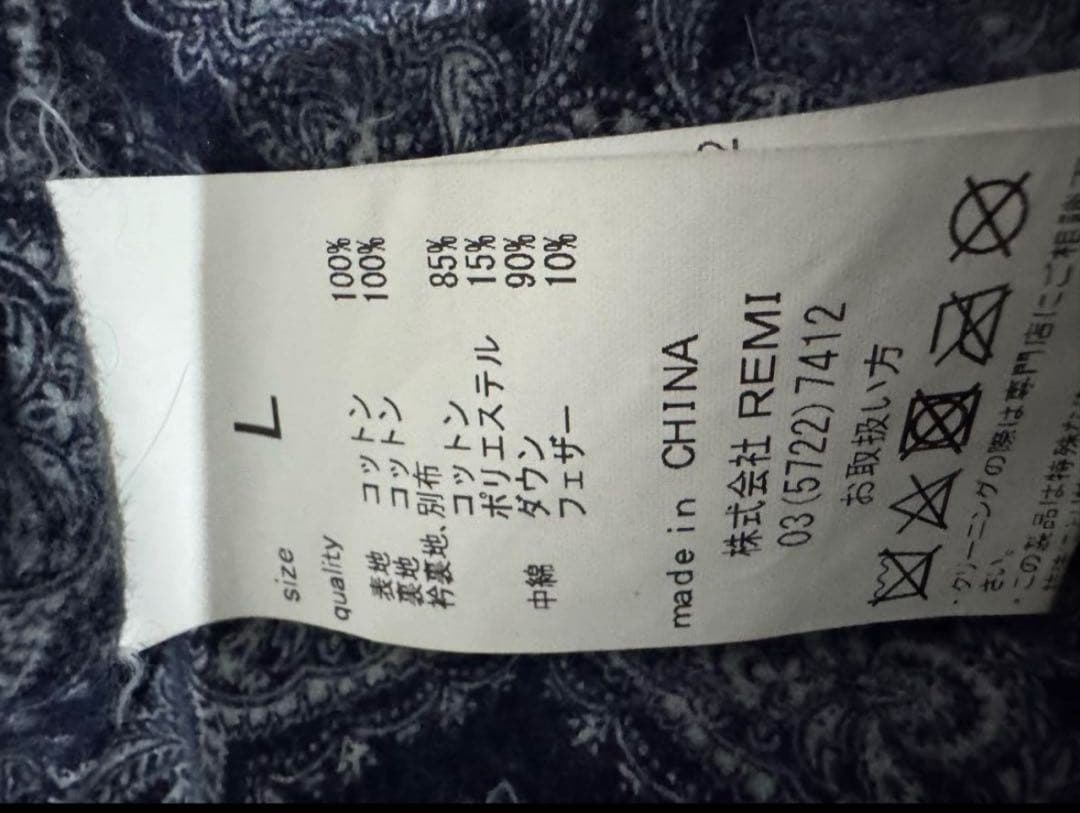 size L
quality
表地 コットン 100%
裏地 コットン 100%
衿裏地、別布
コットン 85%
ポリエステル 15%
中綿 ダウン 90%
フェザー 10%
made in CHINA
株式会社 REMI
03(5722)7412
お取扱い方
・クリーニングの際は専門店にご相談下
さい。
・この製品は特殊な